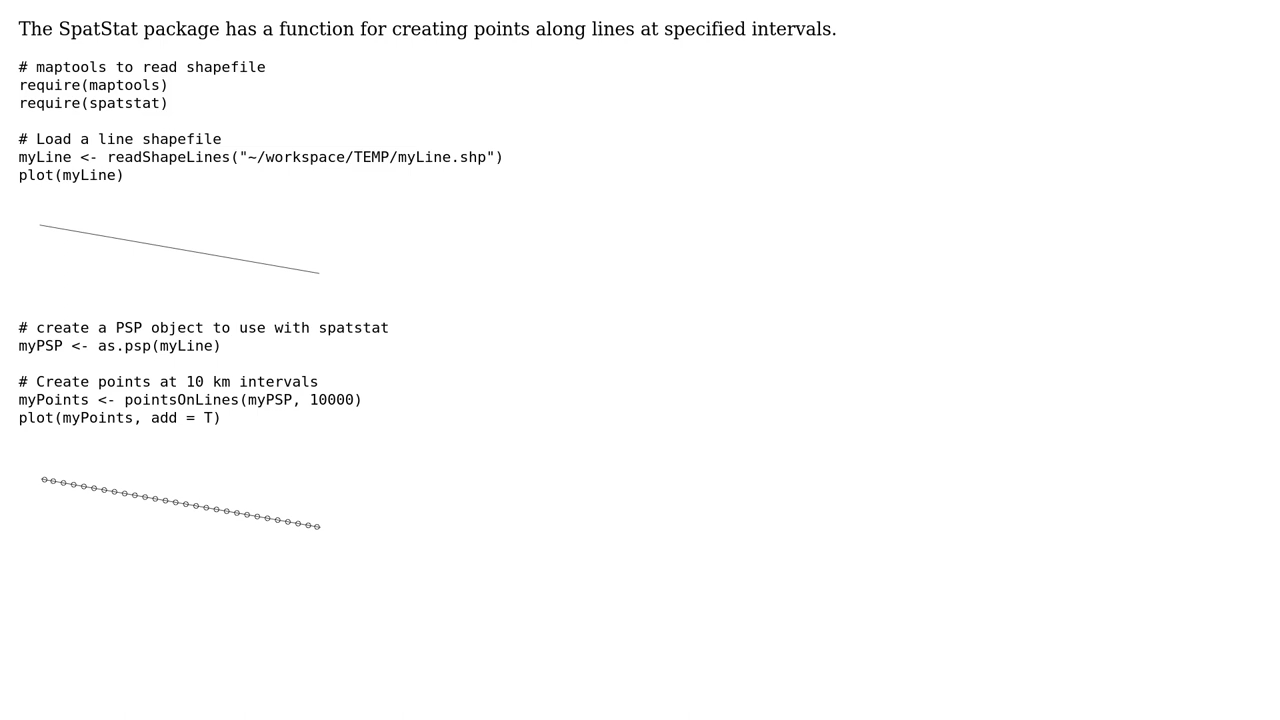 The SpatStat package has a function for creating points along lines at specified intervals.
# maptools to read shapefile
require(maptools)
require(spatstat)
# Load a line shapefile
myLine <- readShapeLines("~/workspace/TEMP/myLine.shp")
plot(myLine)
# create a PSP object to use with spatstat
myPSP <- as.psp(myLine)
# Create points at 10 km intervals
myPoints <- pointsOnLines(myPSP, 10000)
plot(myPoints, add = T)